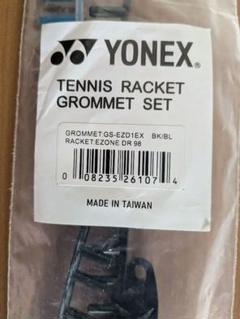 YONEX®
TENNIS RACKET
GROMMET SET
GROMMET:GS-EZD1EX BK/BL
RACKET:EZONE DR 98
0 08235 26107 4
MADE IN TAIWAN